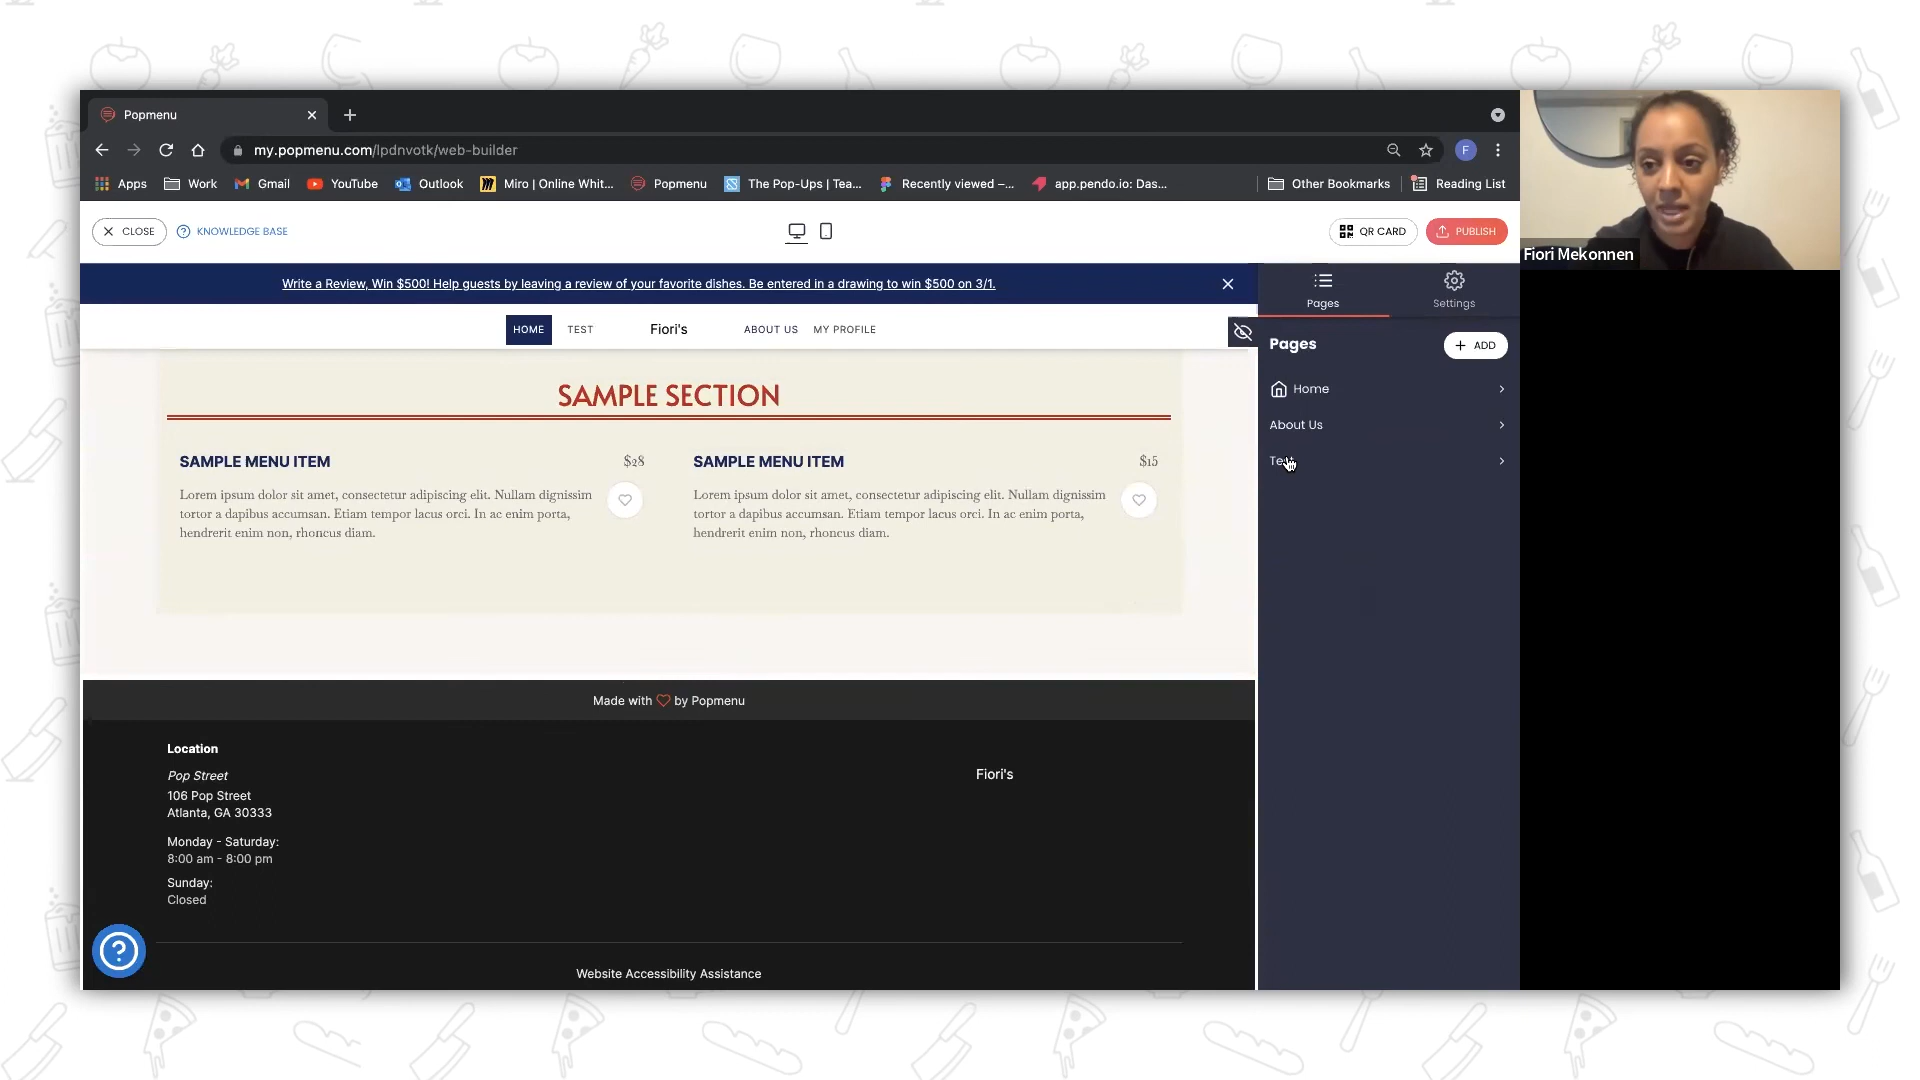 Popmenu
my.popmenu.com/lpdnvotk/web-builder
F
Apps
Work
Gmail
YouTube
Outlook
Miro | Online Whit...
Popmenu
The Pop-Ups | Tea...
Recently viewed –...
app.pendo.io: Das...
Other Bookmarks
Reading List
CLOSE
KNOWLEDGE BASE
QR CARD
PUBLISH
Fiori Mekonnen
Write a Review, Win $500! Help guests by leaving a review of your favorite dishes. Be entered in a drawing to win $500 on 3/1.
Pages
Settings
HOME
TEST
Fiori's
ABOUT US
MY PROFILE
Pages
ADD
Home
About Us
SAMPLE SECTION
SAMPLE MENU ITEM
$28
Lorem ipsum dolor sit amet, consectetur adipiscing elit. Nullam dignissim
tortor a dapibus accumsan. Etiam tempor lacus orci. In ac enim porta,
hendrerit enim non, rhoncus diam.
SAMPLE MENU ITEM
$15
Lorem ipsum dolor sit amet, consectetur adipiscing elit. Nullam dignissim
tortor a dapibus accumsan. Etiam tempor lacus orci. In ac enim porta,
hendrerit enim non, rhoncus diam.
Made with by Popmenu
Location
Pop Street
106 Pop Street
Atlanta, GA 30333
Monday - Saturday:
8:00 am - 8:00 pm
Sunday:
Closed
Fiori's
Website Accessibility Assistance